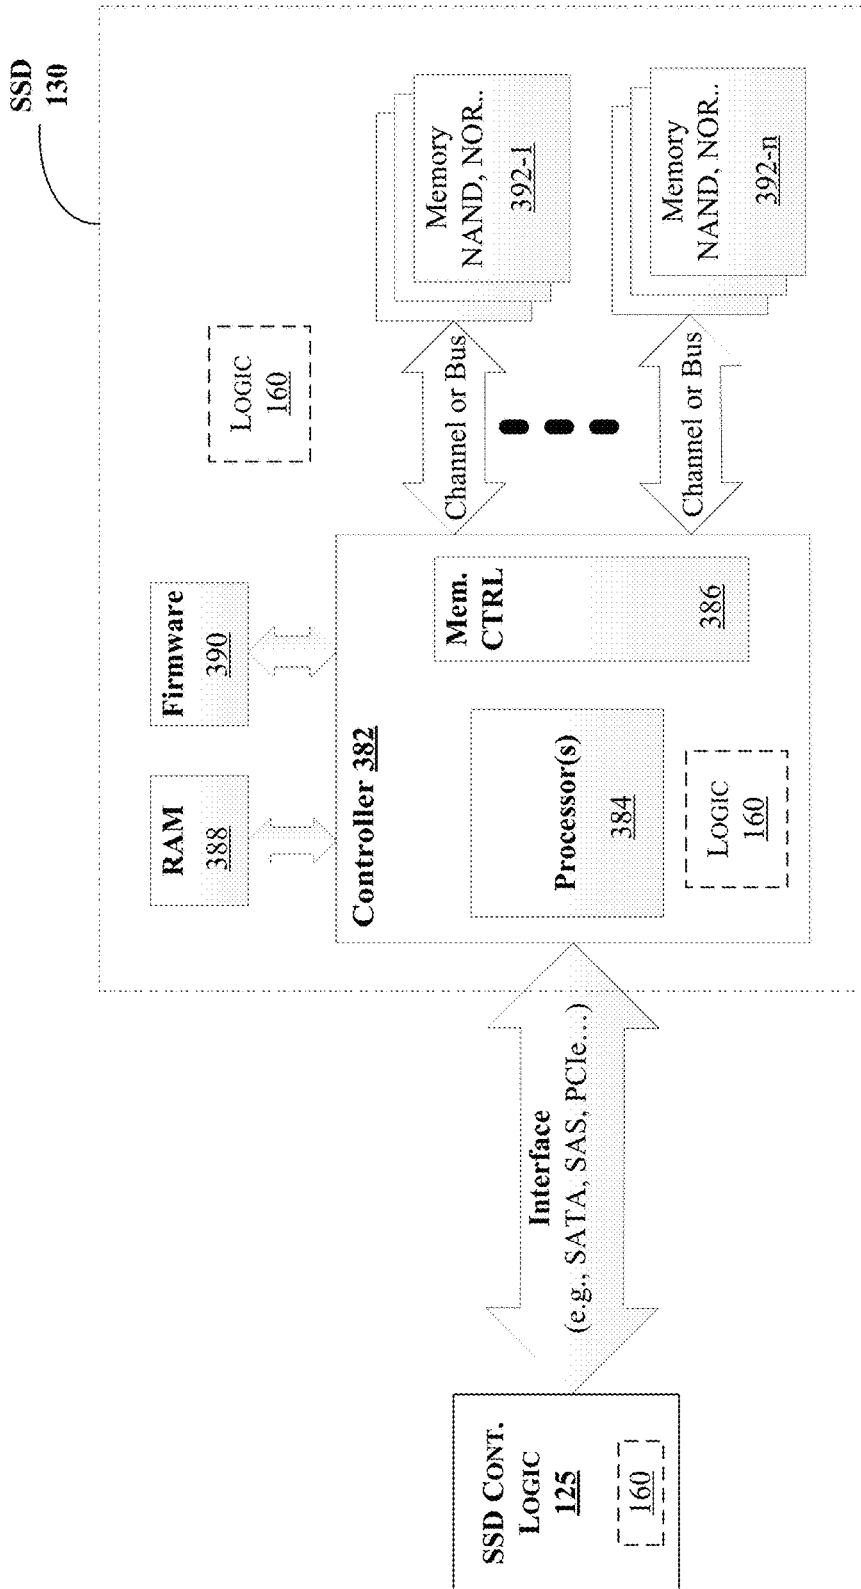 SSD
130
SSD CONT.
LOGIC
125
160
Interface
(e.g., SATA, SAS, PCIe…)
RAM
388
Firmware
390
LOGIC
160
Controller 382
Processor(s)
384
LOGIC
160
Mem.
CTRL
386
Channel or Bus
Channel or Bus
Memory
NAND, NOR..
392-1
Memory
NAND, NOR..
392-n